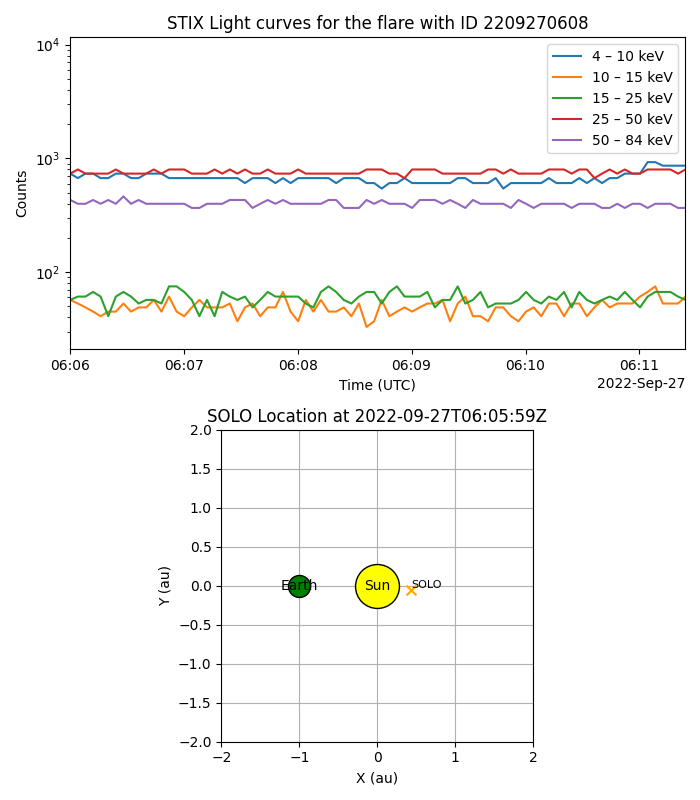 STIX Light curves for the flare with ID 2209270608
10⁴
10³
10²
Counts
4 – 10 keV
10 – 15 keV
15 – 25 keV
25 – 50 keV
50 – 84 keV
06:06 06:07 06:08 06:09 06:10 06:11
Time (UTC)
2022-Sep-27
SOLO Location at 2022-09-27T06:05:59Z
2.0
1.5
1.0
0.5
0.0
−0.5
−1.0
−1.5
−2.0
Y (au)
Earth
Sun
SOLO
−2 −1 0 1 2
X (au)